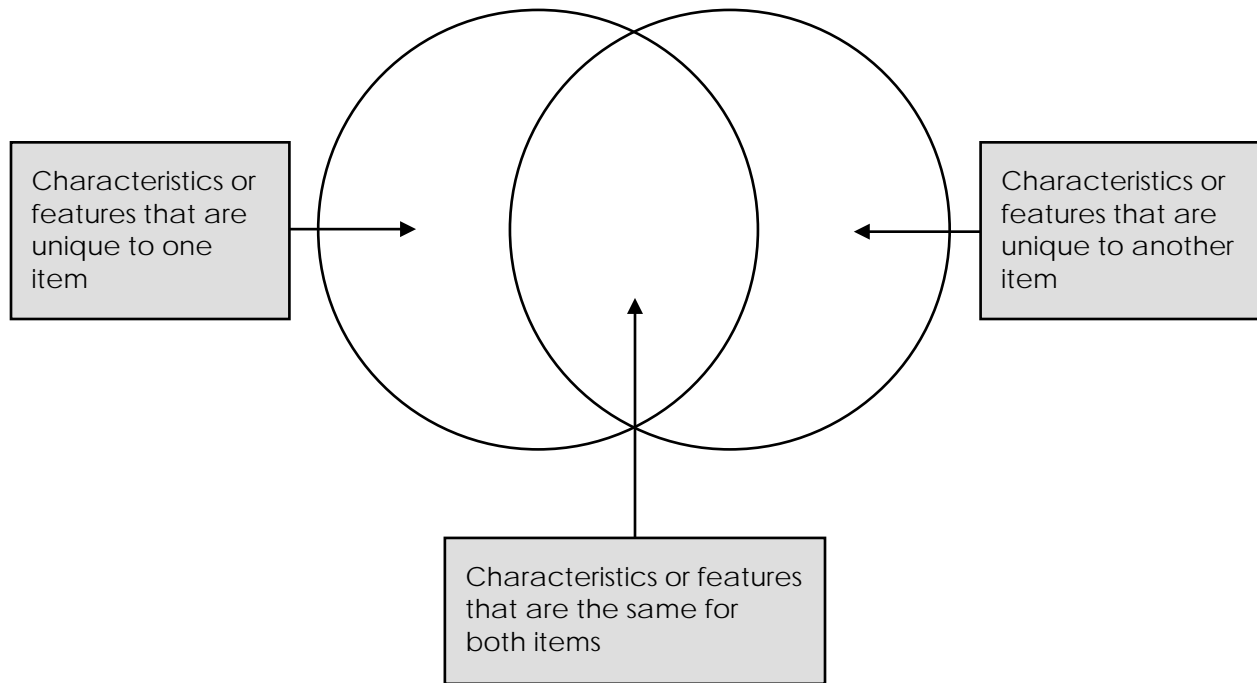 Characteristics or
features that are
unique to one
item
Characteristics or
features that are
unique to another
item
Characteristics or features
that are the same for
both items